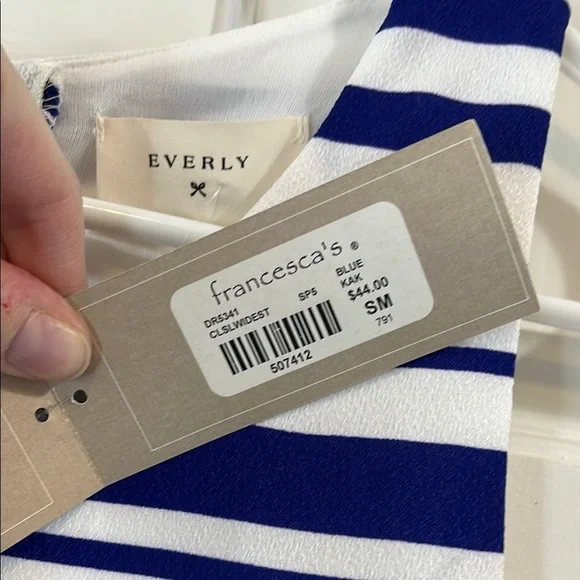 EVERLY
francesca's ®
DR5341 SP5 BLUE
CLSLWIDEST KAK
$44.00
507412 SM
791